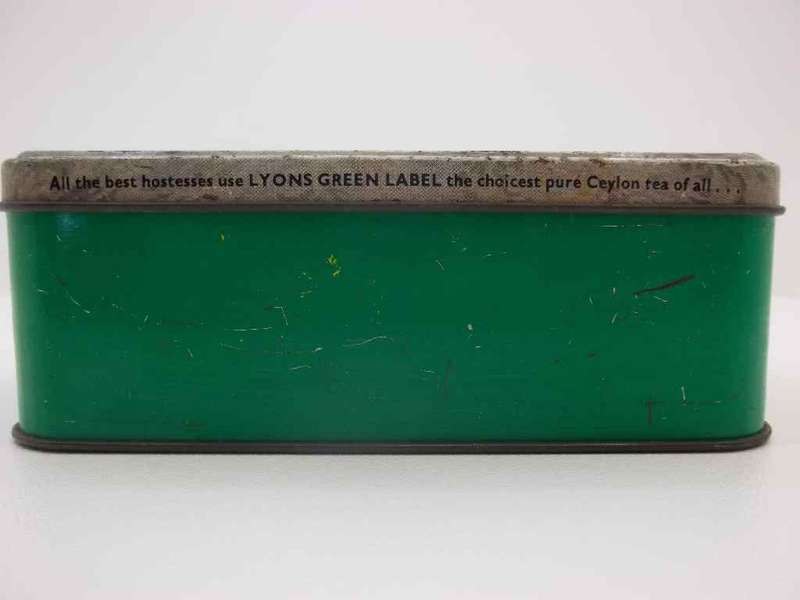 All the best hostesses use LYONS GREEN LABEL the choicest pure Ceylon tea of all...